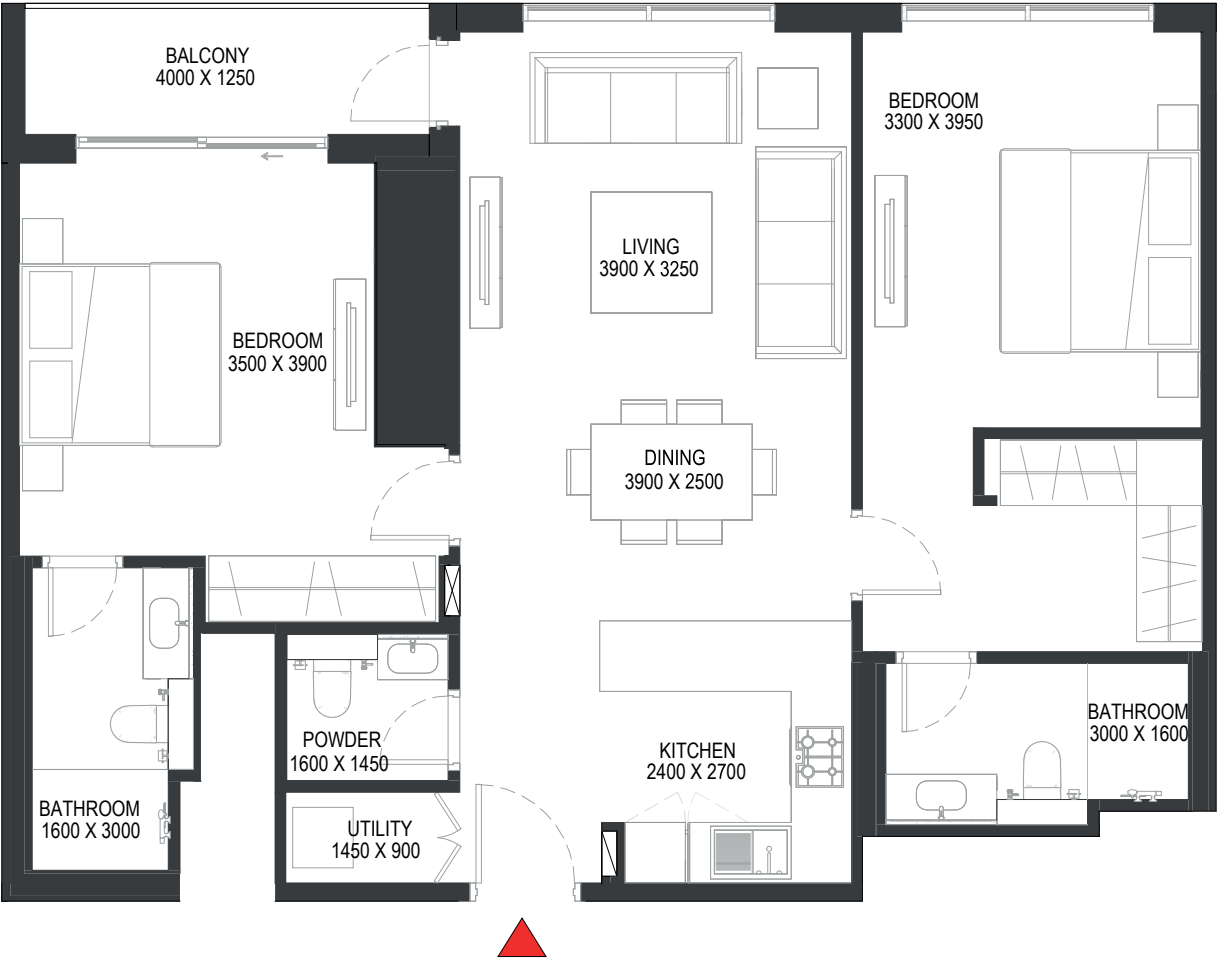 BALCONY
4000 X 1250
BEDROOM
3300 X 3950
LIVING
3900 X 3250
BEDROOM
3500 X 3900
DINING
3900 X 2500
BATHROOM
3000 X 1600
POWDER
1600 X 1450
KITCHEN
2400 X 2700
BATHROOM
1600 X 3000
UTILITY
1450 X 900